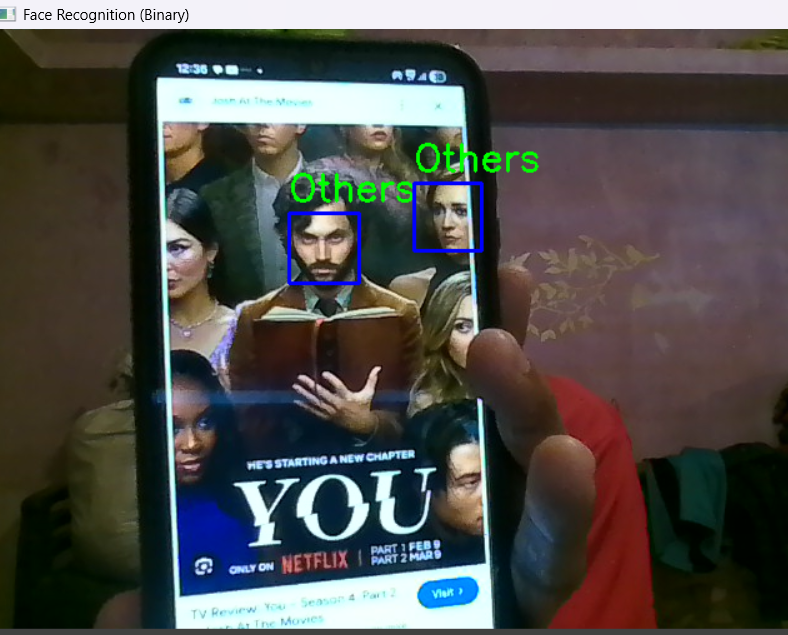 Face Recognition (Binary)
12:36
Josh At The Movies
Others
Others
HE'S STARTING A NEW CHAPTER
YOU
ONLY ON NETFLIX | PART 1 FEB 9
PART 2 MAR 9
Visit ›
TV Review: You – Season 4, Part 2
Josh At The Movies